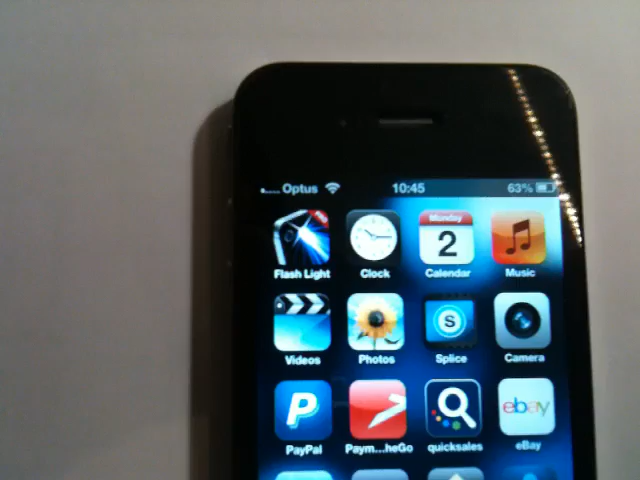 Optus 10:45 63%
Monday
2
Flash Light Clock Calendar Music
S
Videos Photos Splice Camera
P ebay
PayPal Paym...heGo quicksales eBay